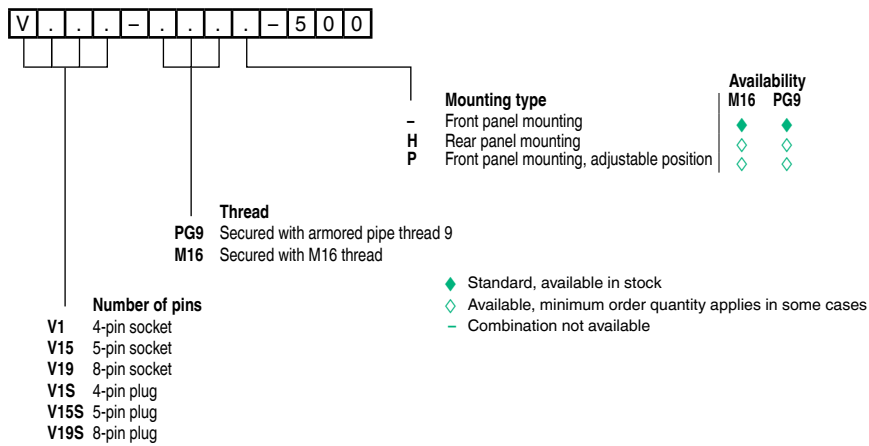 V . . . – . . . . – 5 0 0
Availability
Mounting type M16 PG9
– Front panel mounting ◆ ◆
H Rear panel mounting ◇ ◇
P Front panel mounting, adjustable position ◇ ◇
Thread
PG9 Secured with armored pipe thread 9
M16 Secured with M16 thread
◆ Standard, available in stock
◇ Available, minimum order quantity applies in some cases
– Combination not available
Number of pins
V1 4-pin socket
V15 5-pin socket
V19 8-pin socket
V1S 4-pin plug
V15S 5-pin plug
V19S 8-pin plug